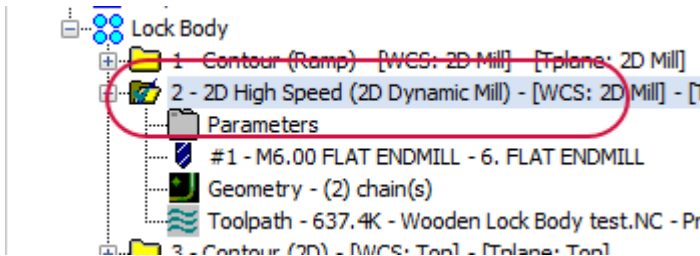 Lock Body
1 - Contour (Ramp) - [WCS: 2D Mill] - [Tplane: 2D Mill]
2 - 2D High Speed (2D Dynamic Mill) - [WCS: 2D Mill] - [T
Parameters
#1 - M6.00 FLAT ENDMILL - 6. FLAT ENDMILL
Geometry - (2) chain(s)
Toolpath - 637.4K - Wooden Lock Body test.NC - Pr
3 - Contour (2D) - [WCS: Top] - [Tplane: Top]